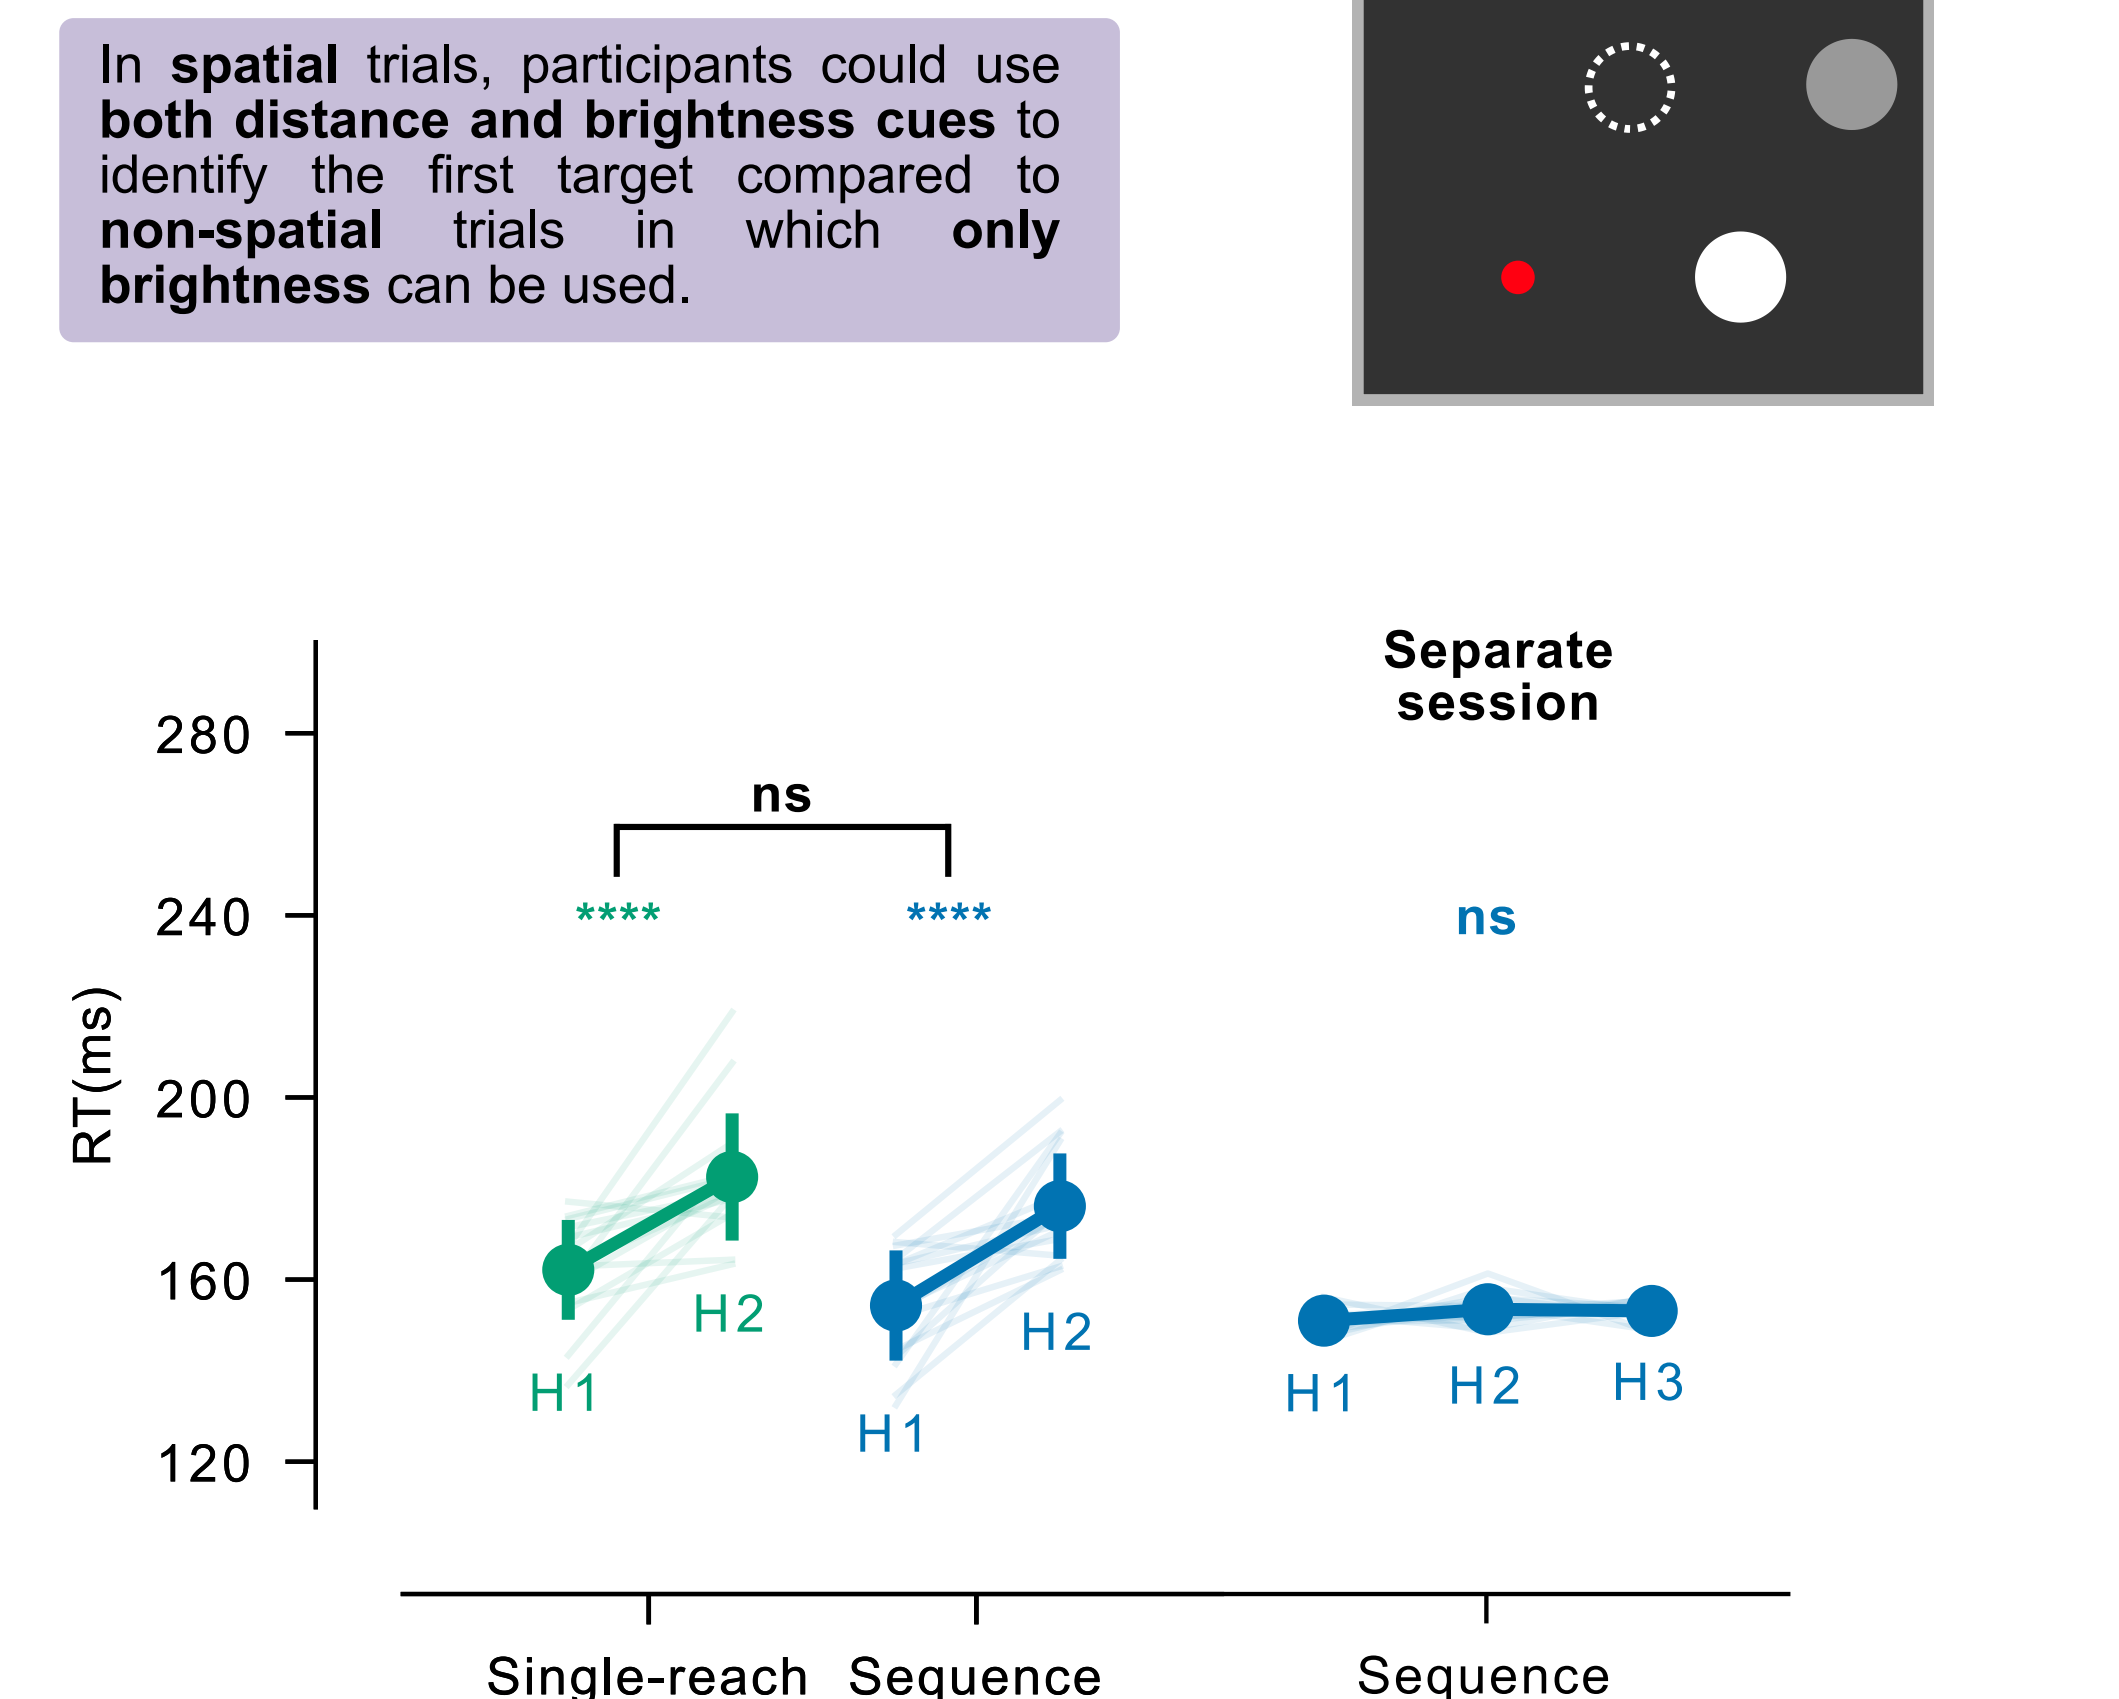 In spatial trials, participants could use
both distance and brightness cues to
identify the first target compared to
non-spatial trials in which only
brightness can be used.
Separate
session
280
ns
240
****
****
ns
RT(ms)
200
160
H2
H2
H1
H1
H2
H3
H1
120
Single-reach
Sequence
Sequence